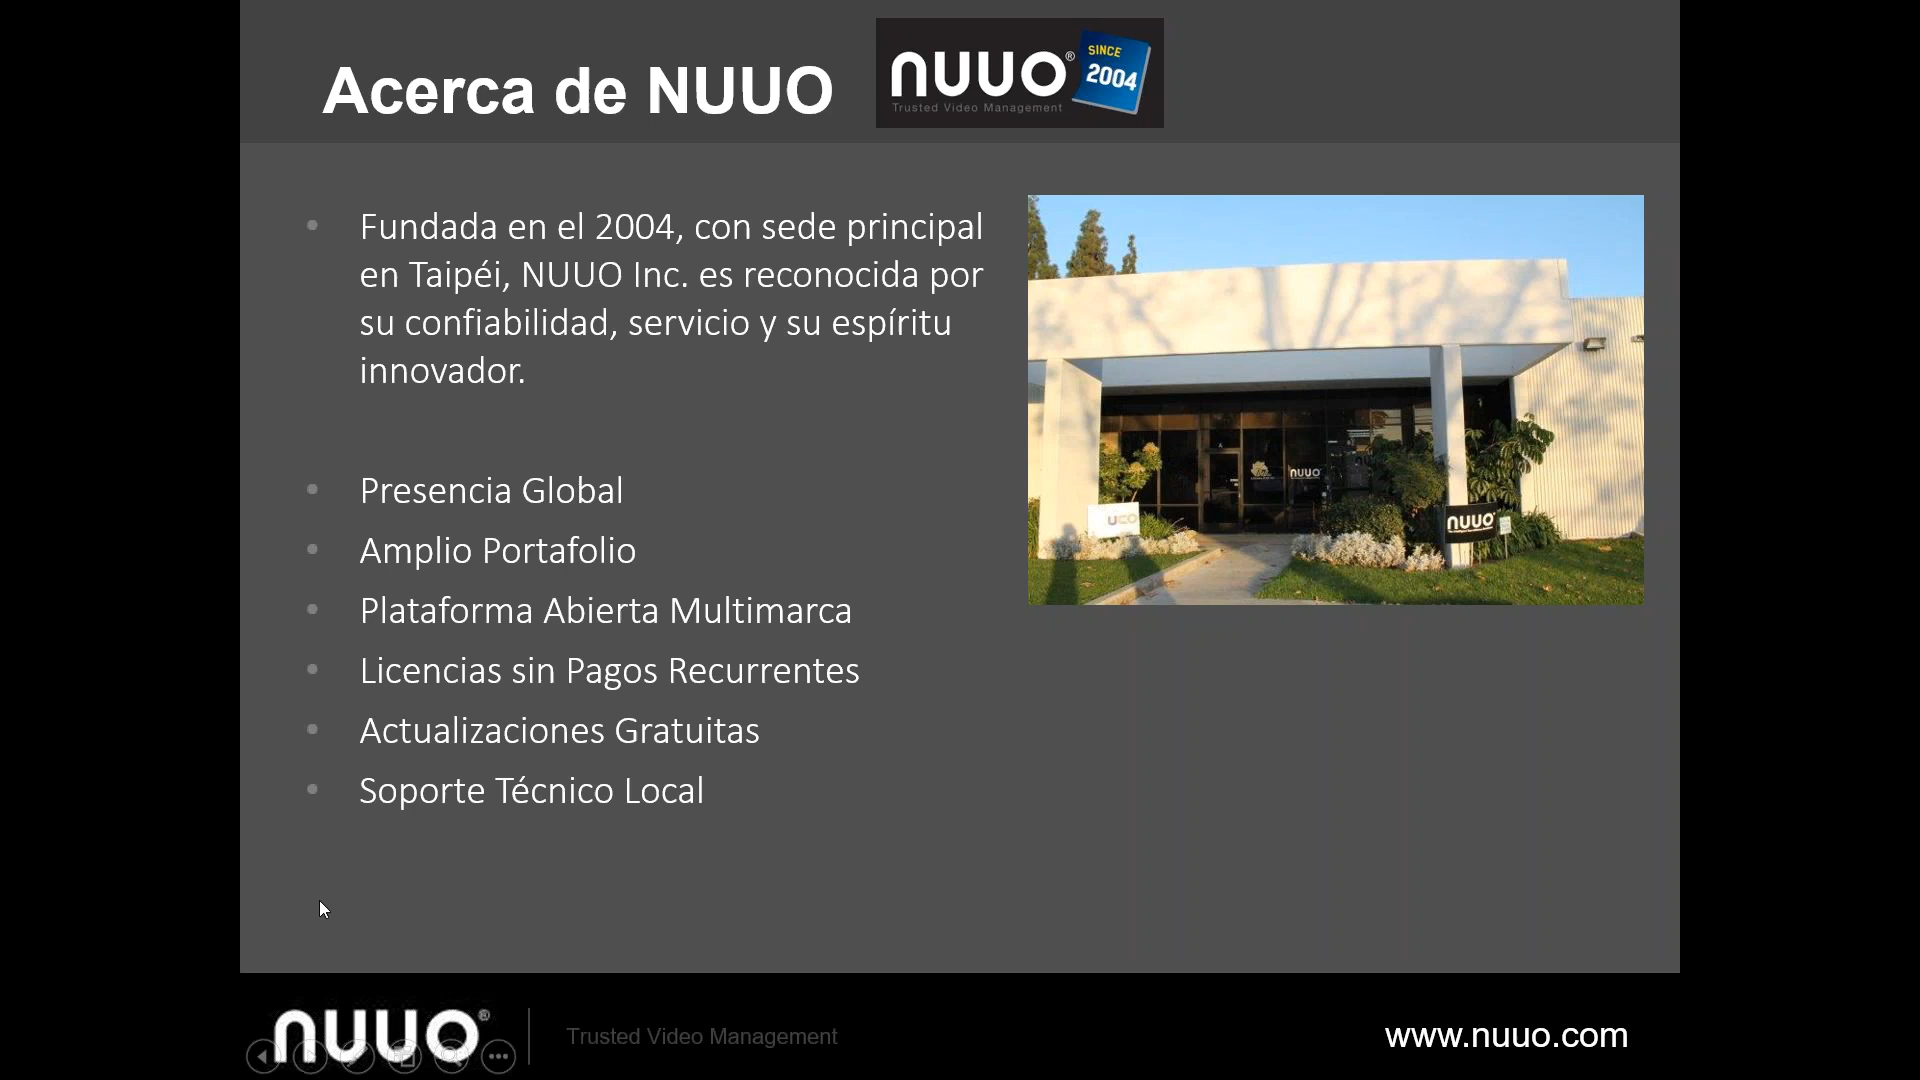 Acerca de NUUO
nuuo®
SINCE
2004
Trusted Video Management
• Fundada en el 2004, con sede principal
en Taipéi, NUUO Inc. es reconocida por
su confiabilidad, servicio y su espíritu
innovador.
• Presencia Global
• Amplio Portafolio
• Plataforma Abierta Multimarca
• Licencias sin Pagos Recurrentes
• Actualizaciones Gratuitas
• Soporte Técnico Local
nuuo
nuuo
nuuo®
Trusted Video Management
www.nuuo.com